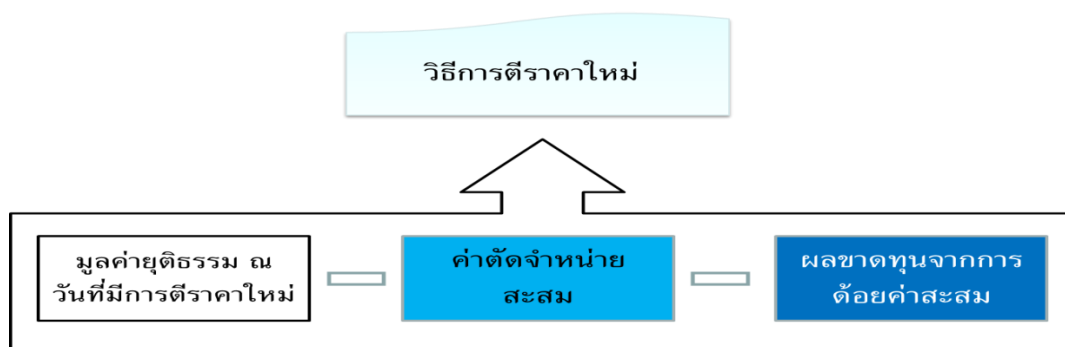 วิธีการตีราคาใหม่
มูลค่ายุติธรรม ณ
วันที่มีการตีราคาใหม่
ค่าตัดจำหน่าย
สะสม
ผลขาดทุนจากการ
ด้อยค่าสะสม